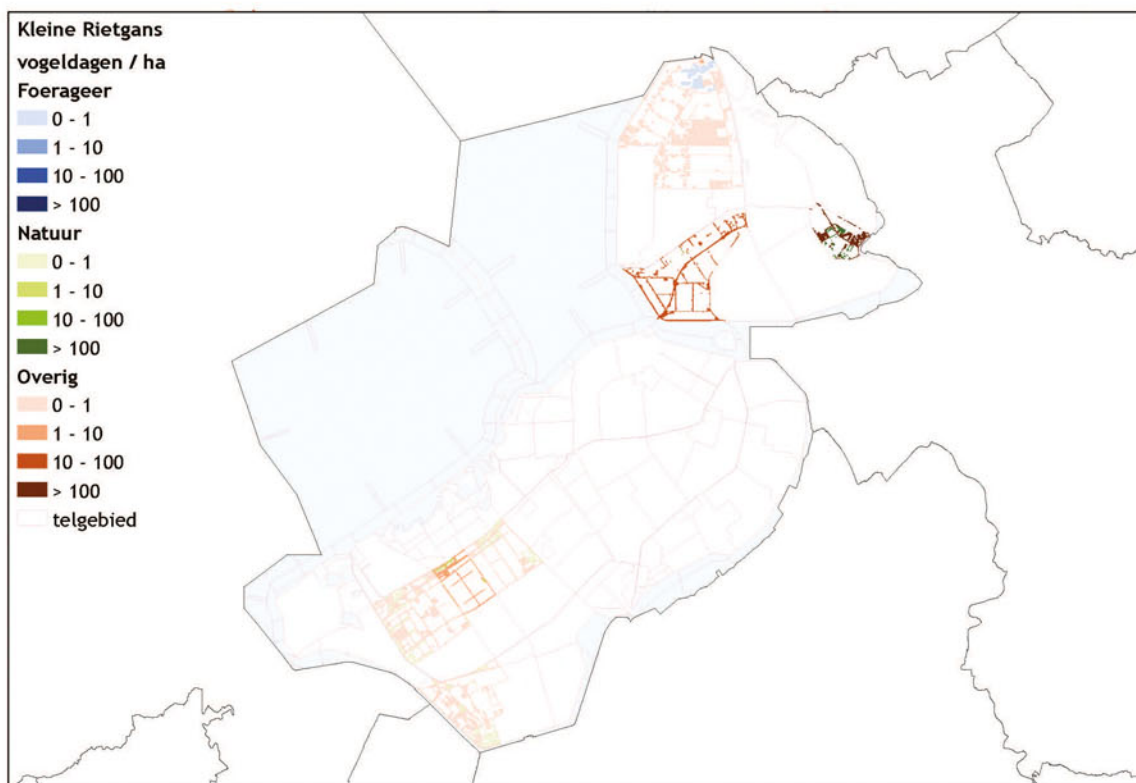 Kleine Rietgans
vogeldagen / ha
Foerageer
0 - 1
1 - 10
10 - 100
> 100
Natuur
0 - 1
1 - 10
10 - 100
> 100
Overig
0 - 1
1 - 10
10 - 100
> 100
telgebied